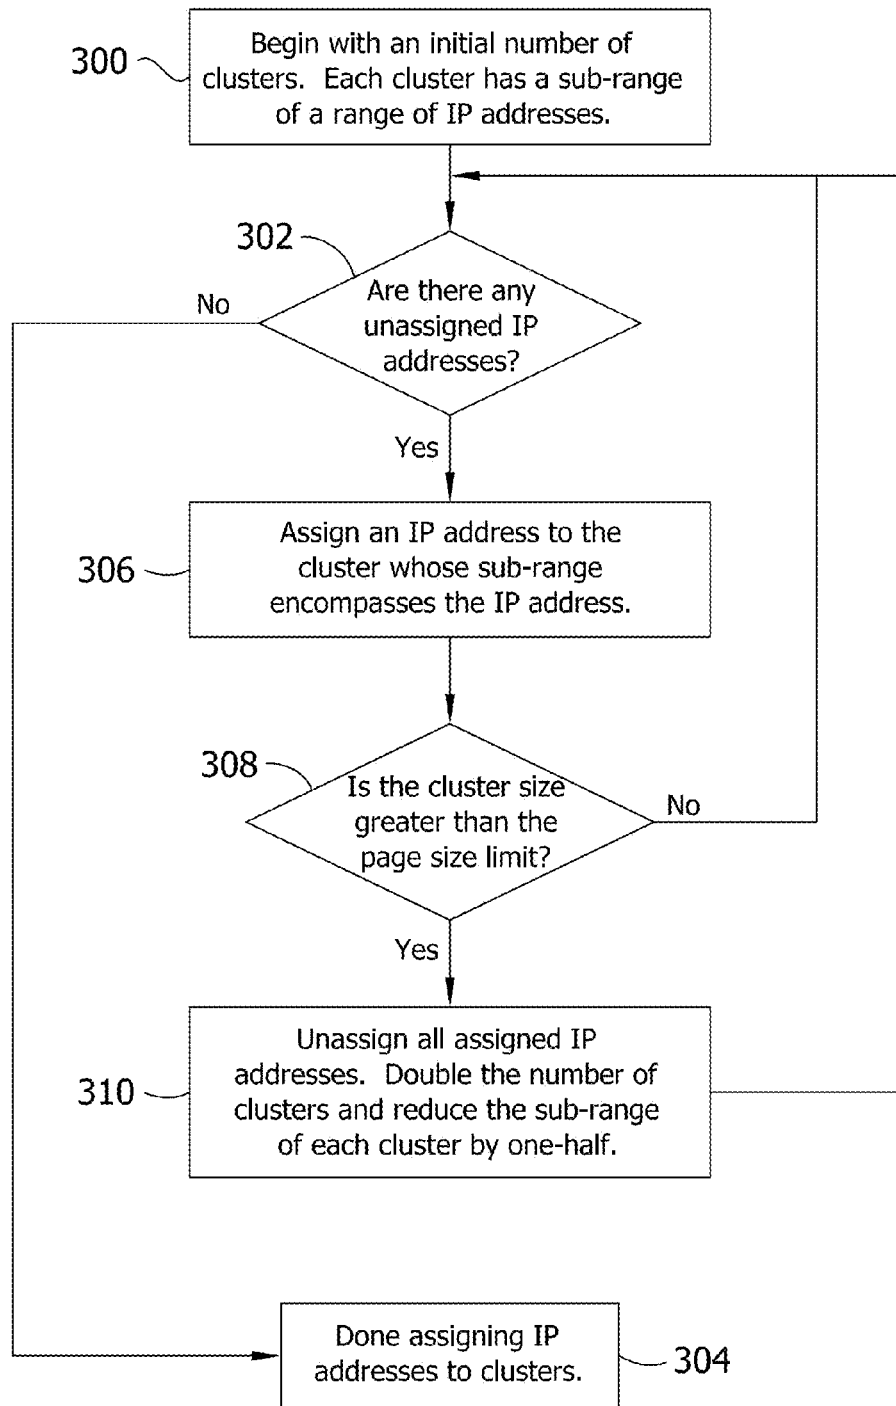 300
Begin with an initial number of
clusters. Each cluster has a sub-range
of a range of IP addresses.
302
Are there any
unassigned IP
addresses?
No
Yes
306
Assign an IP address to the
cluster whose sub-range
encompasses the IP address.
308
Is the cluster size
greater than the
page size limit?
No
Yes
310
Unassign all assigned IP
addresses. Double the number of
clusters and reduce the sub-range
of each cluster by one-half.
Done assigning IP
addresses to clusters.
304